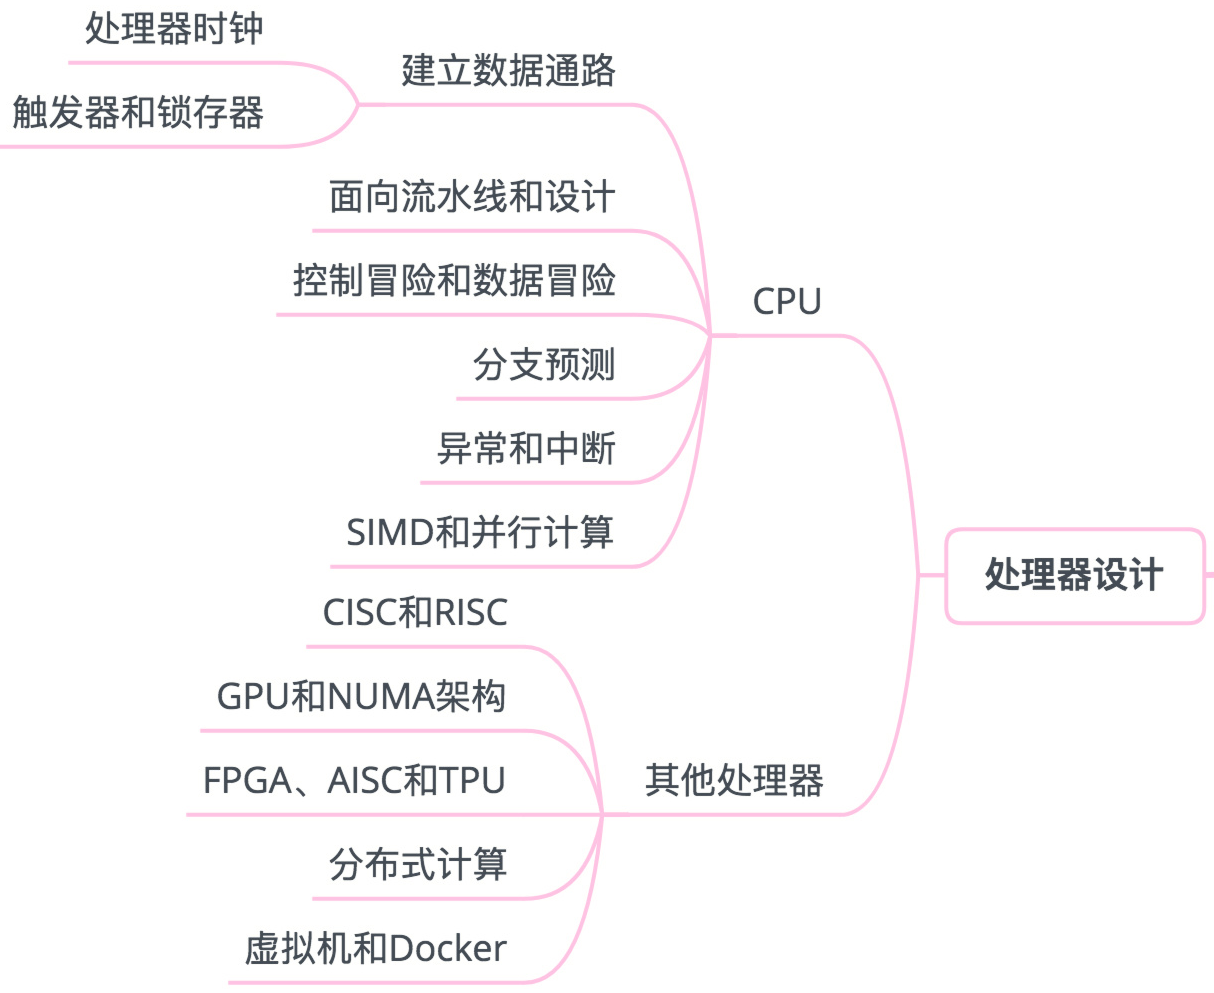 处理器时钟
建立数据通路
触发器和锁存器
面向流水线和设计
控制冒险和数据冒险
CPU
分支预测
异常和中断
SIMD和并行计算
处理器设计
CISC和RISC
GPU和NUMA架构
FPGA、AISC和TPU
其他处理器
分布式计算
虚拟机和Docker